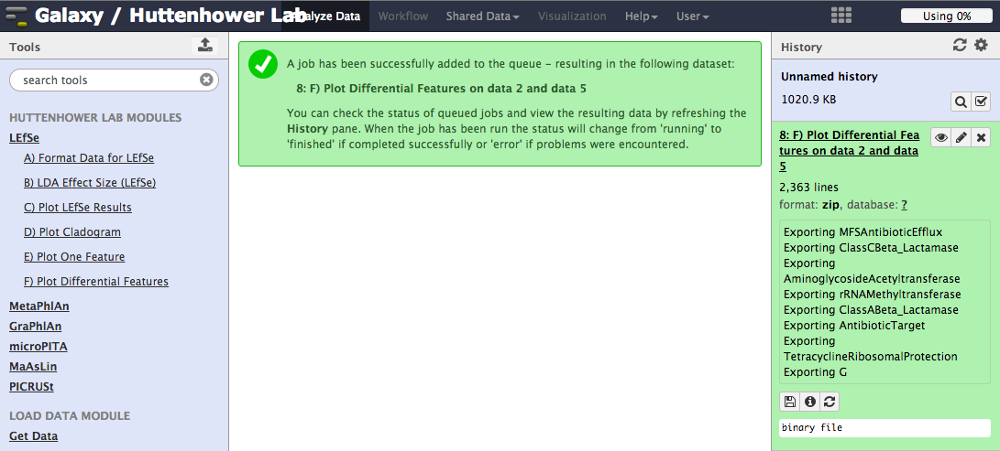 Galaxy / Huttenhower Lab
Analyze Data
Workflow
Shared Data
Visualization
Help
User
Using 0%
Tools
search tools
HUTTENHOWER LAB MODULES
LEfSe
A) Format Data for LEfSe
B) LDA Effect Size (LEfSe)
C) Plot LEfSe Results
D) Plot Cladogram
E) Plot One Feature
F) Plot Differential Features
MetaPhlAn
GraPhlAn
microPITA
MaAsLin
PICRUSt
LOAD DATA MODULE
Get Data
A job has been successfully added to the queue – resulting in the following dataset:
8: F) Plot Differential Features on data 2 and data 5
You can check the status of queued jobs and view the resulting data by refreshing the
History pane. When the job has been run the status will change from 'running' to
'finished' if completed successfully or 'error' if problems were encountered.
History
Unnamed history
1020.9 KB
8: F) Plot Differential Fea
tures on data 2 and data
5
2,363 lines
format: zip, database: ?
Exporting MFSAntibioticEfflux
Exporting ClassCBeta_Lactamase
Exporting
AminoglycosideAcetyltransferase
Exporting rRNAMethyltransferase
Exporting ClassABeta_Lactamase
Exporting AntibioticTarget
Exporting
TetracyclineRibosomalProtection
Exporting G
binary file